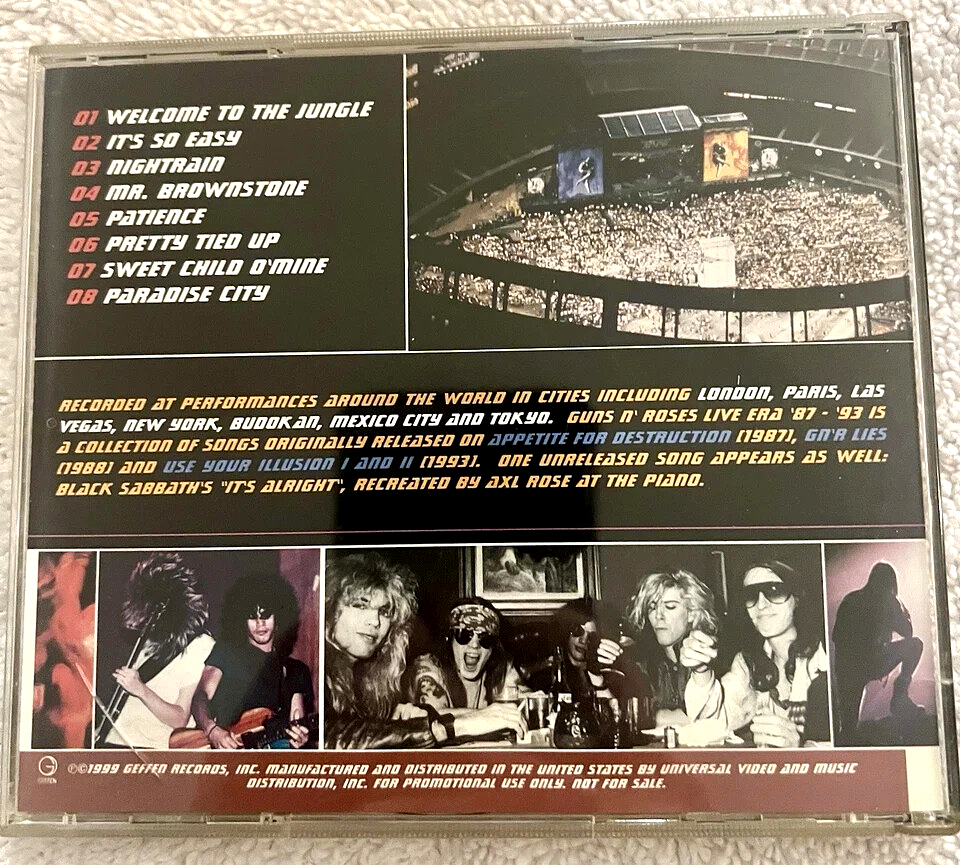 01 WELCOME TO THE JUNGLE
02 IT'S SO EASY
03 NIGHTRAIN
04 MR. BROWNSTONE
05 PATIENCE
06 PRETTY TIED UP
07 SWEET CHILD O'MINE
08 PARADISE CITY
RECORDED AT PERFORMANCES AROUND THE WORLD IN CITIES INCLUDING LONDON, PARIS, LAS
VEGAS, NEW YORK, BUDOKAN, MEXICO CITY AND TOKYO. GUNS N' ROSES LIVE ERA '87 - '93 IS
A COLLECTION OF SONGS ORIGINALLY RELEASED ON APPETITE FOR DESTRUCTION (1987), GN'R LIES
(1988) AND USE YOUR ILLUSION I AND II (1993). ONE UNRELEASED SONG APPEARS AS WELL:
BLACK SABBATH'S "IT'S ALRIGHT", RECREATED BY AXL ROSE AT THE PIANO.
G
GEFFEN
℗©1999 GEFFEN RECORDS, INC. MANUFACTURED AND DISTRIBUTED IN THE UNITED STATES BY UNIVERSAL VIDEO AND MUSIC
DISTRIBUTION, INC. FOR PROMOTIONAL USE ONLY. NOT FOR SALE.